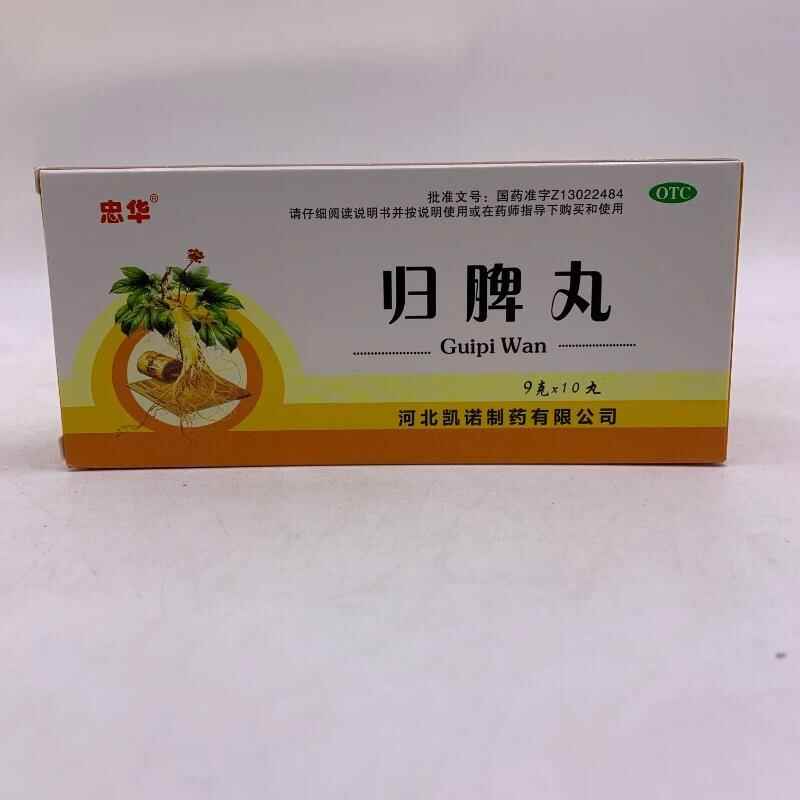 忠华®
批准文号：国药准字Z13022484
OTC
请仔细阅读说明书并按说明使用或在药师指导下购买和使用
归脾丸
Guipi Wan
9克x10丸
河北凯诺制药有限公司